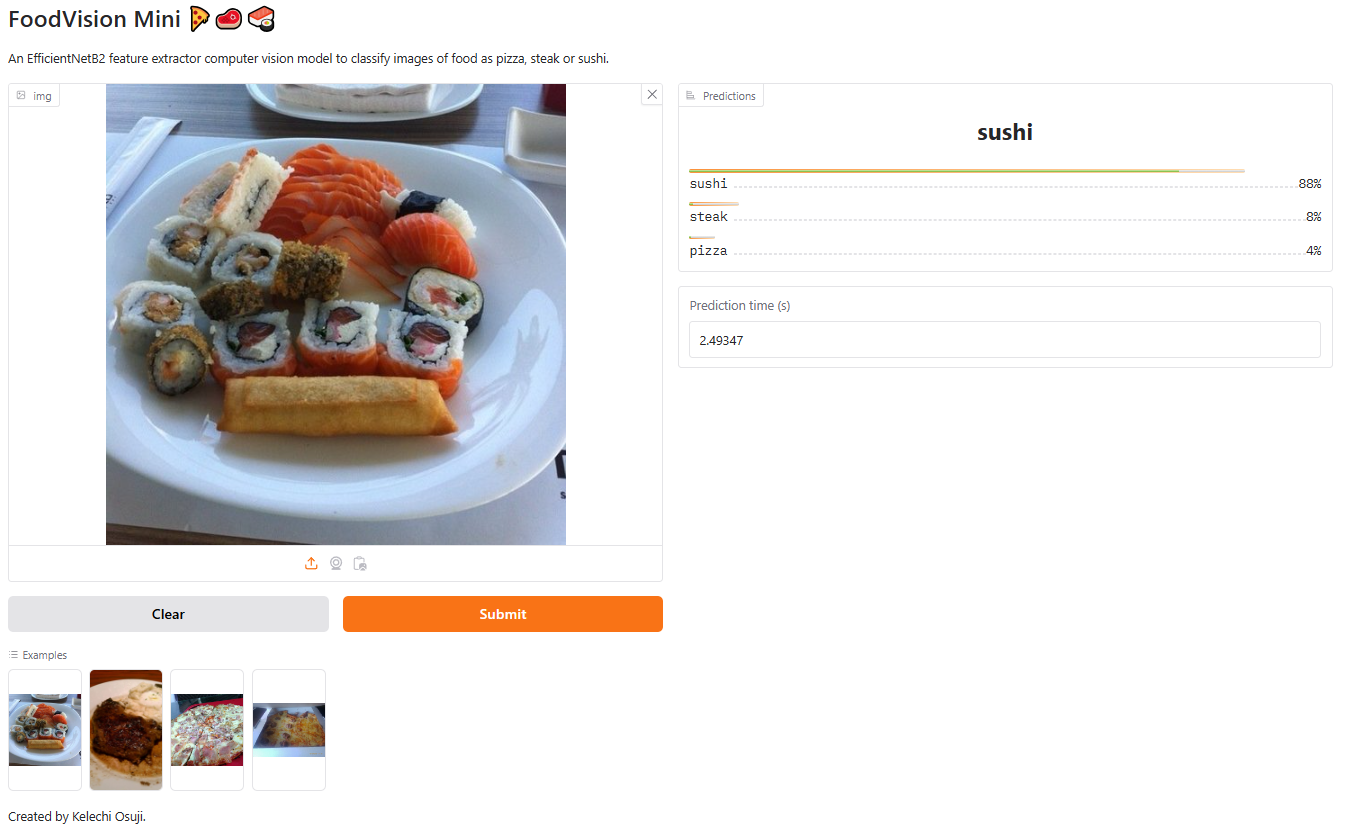 FoodVision Mini 🍕🥩🍣
An EfficientNetB2 feature extractor computer vision model to classify images of food as pizza, steak or sushi.
img
Predictions
sushi
sushi 88%
steak 8%
pizza 4%
Prediction time (s)
2.49347
Clear
Submit
Examples
Created by Kelechi Osuji.